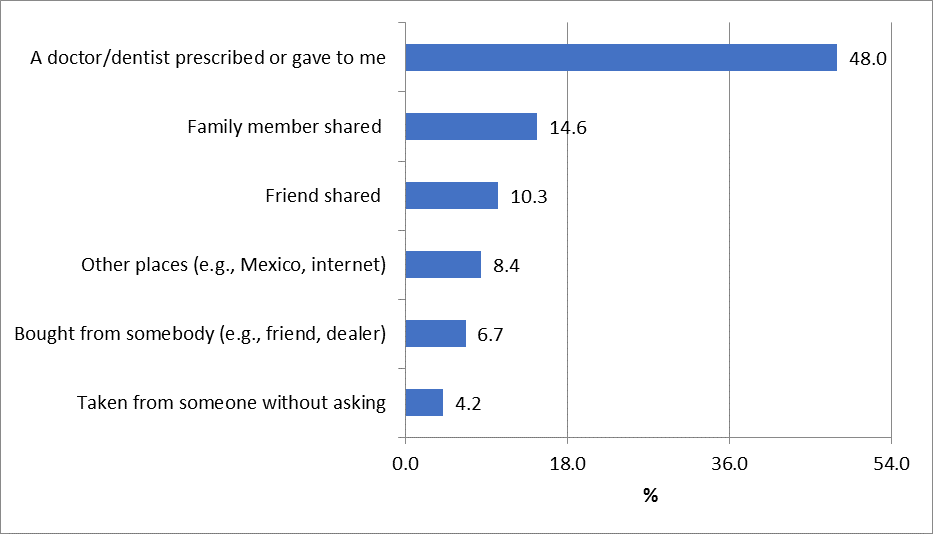 A doctor/dentist prescribed or gave to me 48.0
Family member shared 14.6
Friend shared 10.3
Other places (e.g., Mexico, internet) 8.4
Bought from somebody (e.g., friend, dealer) 6.7
Taken from someone without asking 4.2
0.0 18.0 36.0 54.0
%